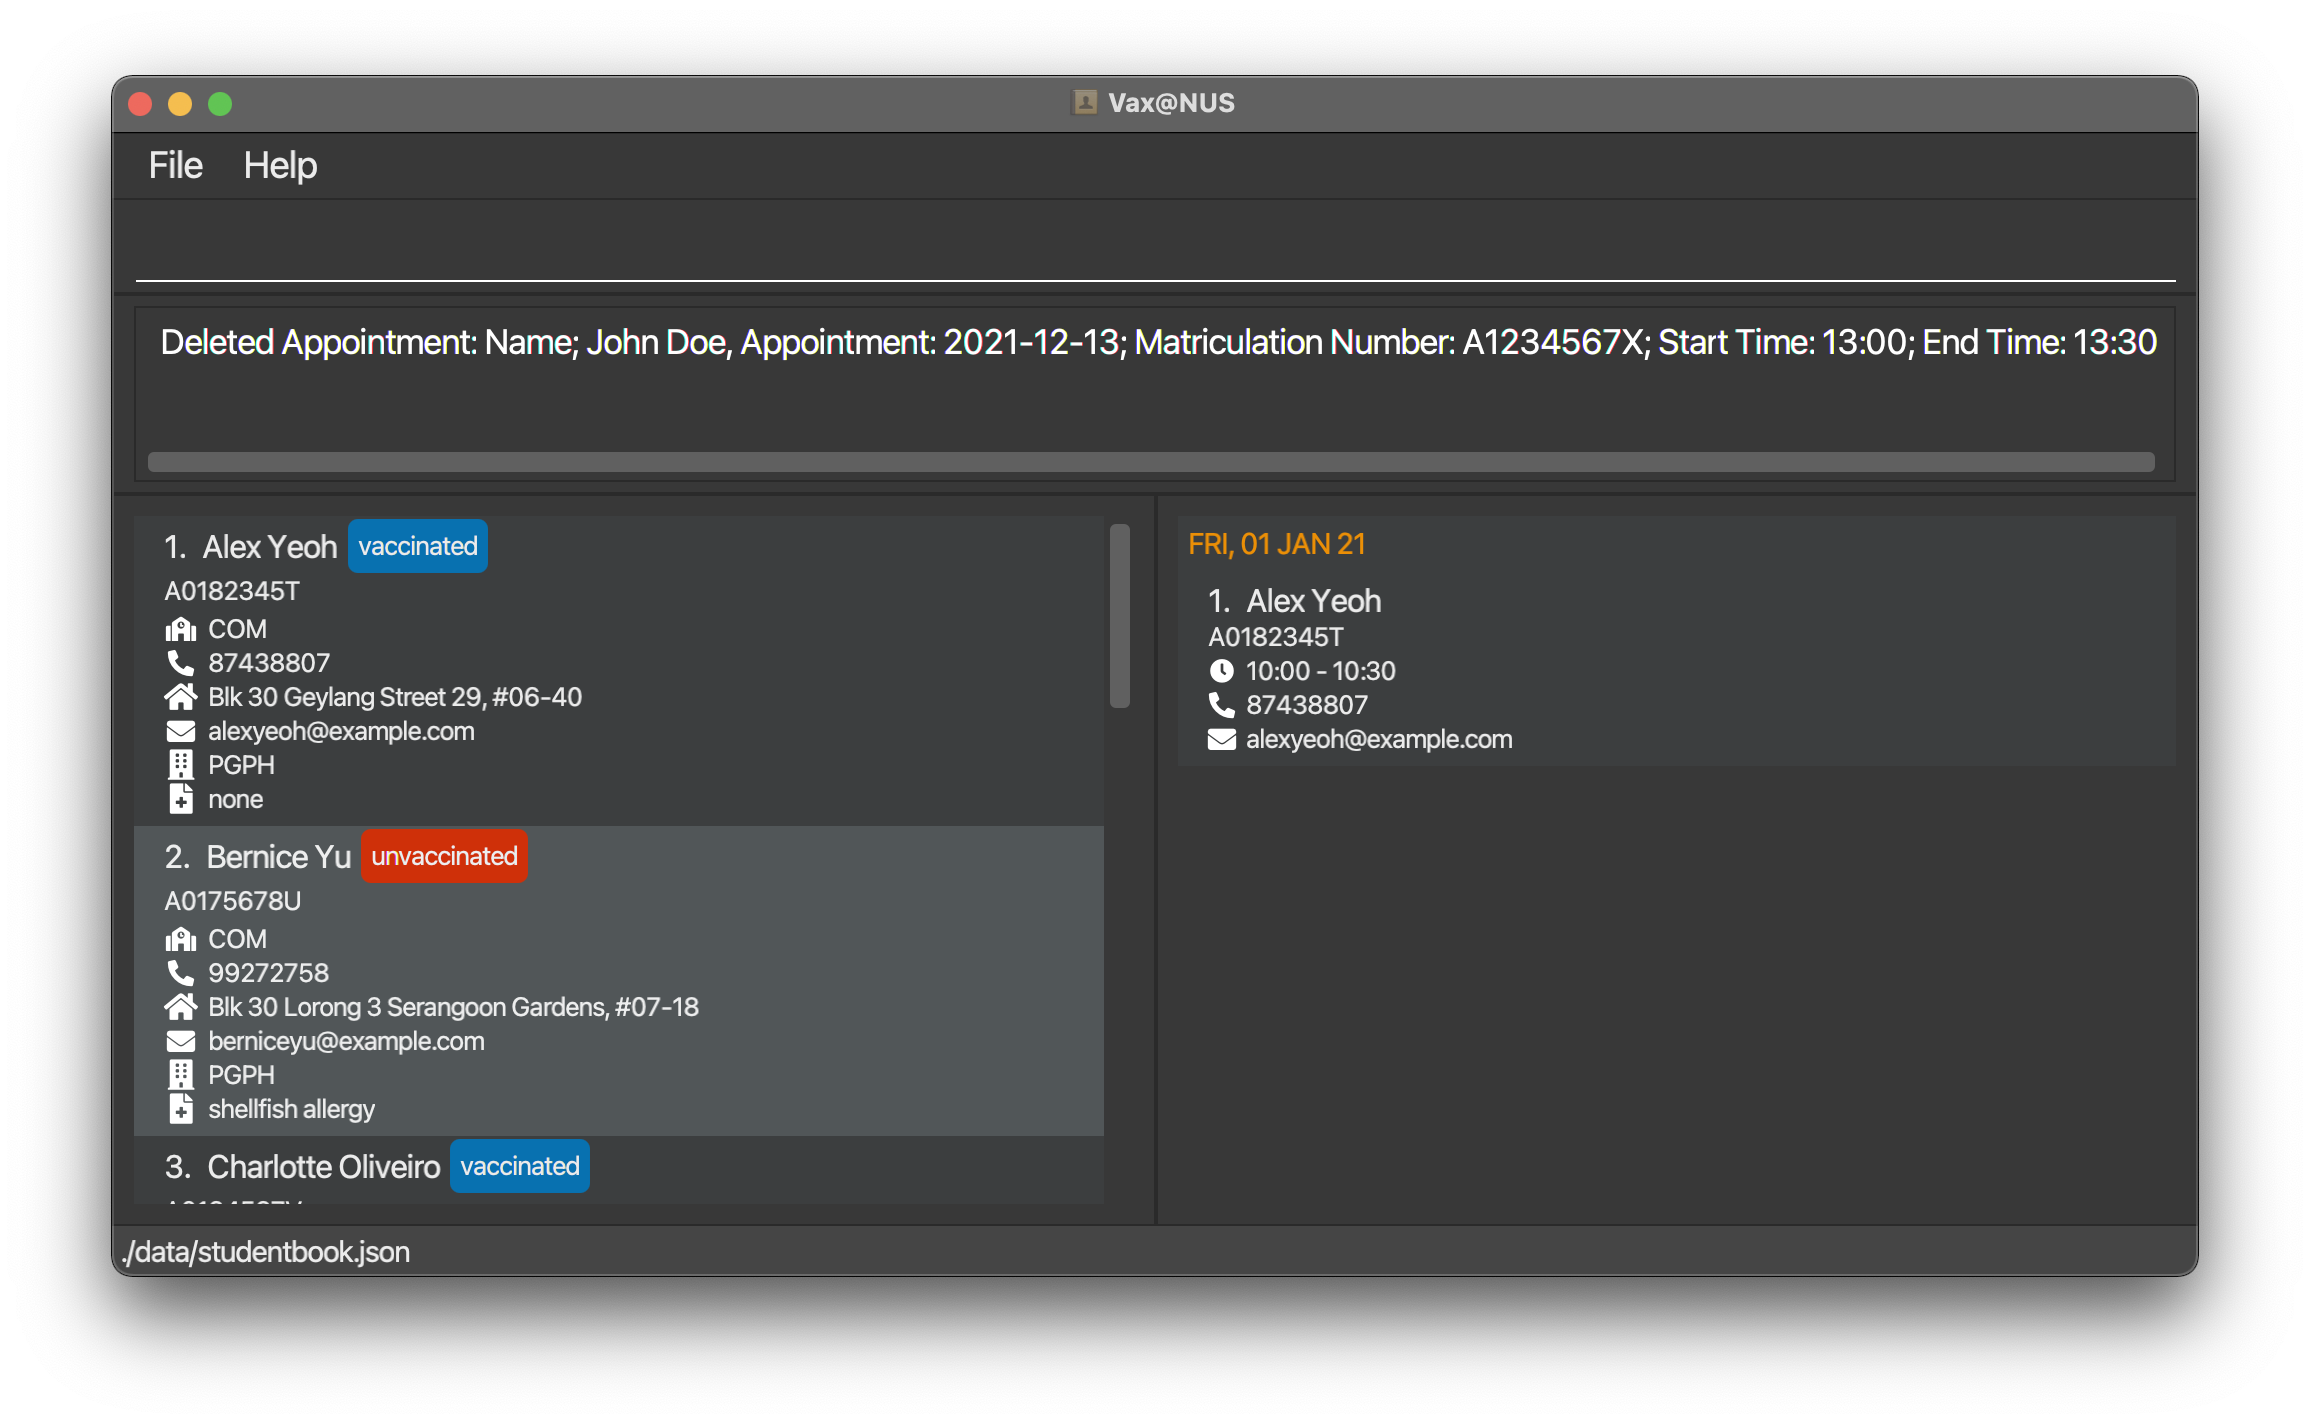 Vax@NUS
File Help
Deleted Appointment: Name; John Doe, Appointment: 2021-12-13; Matriculation Number: A1234567X; Start Time: 13:00; End Time: 13:30
1. Alex Yeoh vaccinated
A0182345T
COM
87438807
Blk 30 Geylang Street 29, #06-40
alexyeoh@example.com
PGPH
none
2. Bernice Yu unvaccinated
A0175678U
COM
99272758
Blk 30 Lorong 3 Serangoon Gardens, #07-18
berniceyu@example.com
PGPH
shellfish allergy
3. Charlotte Oliveiro vaccinated
FRI, 01 JAN 21
1. Alex Yeoh
A0182345T
10:00 - 10:30
87438807
alexyeoh@example.com
./data/studentbook.json